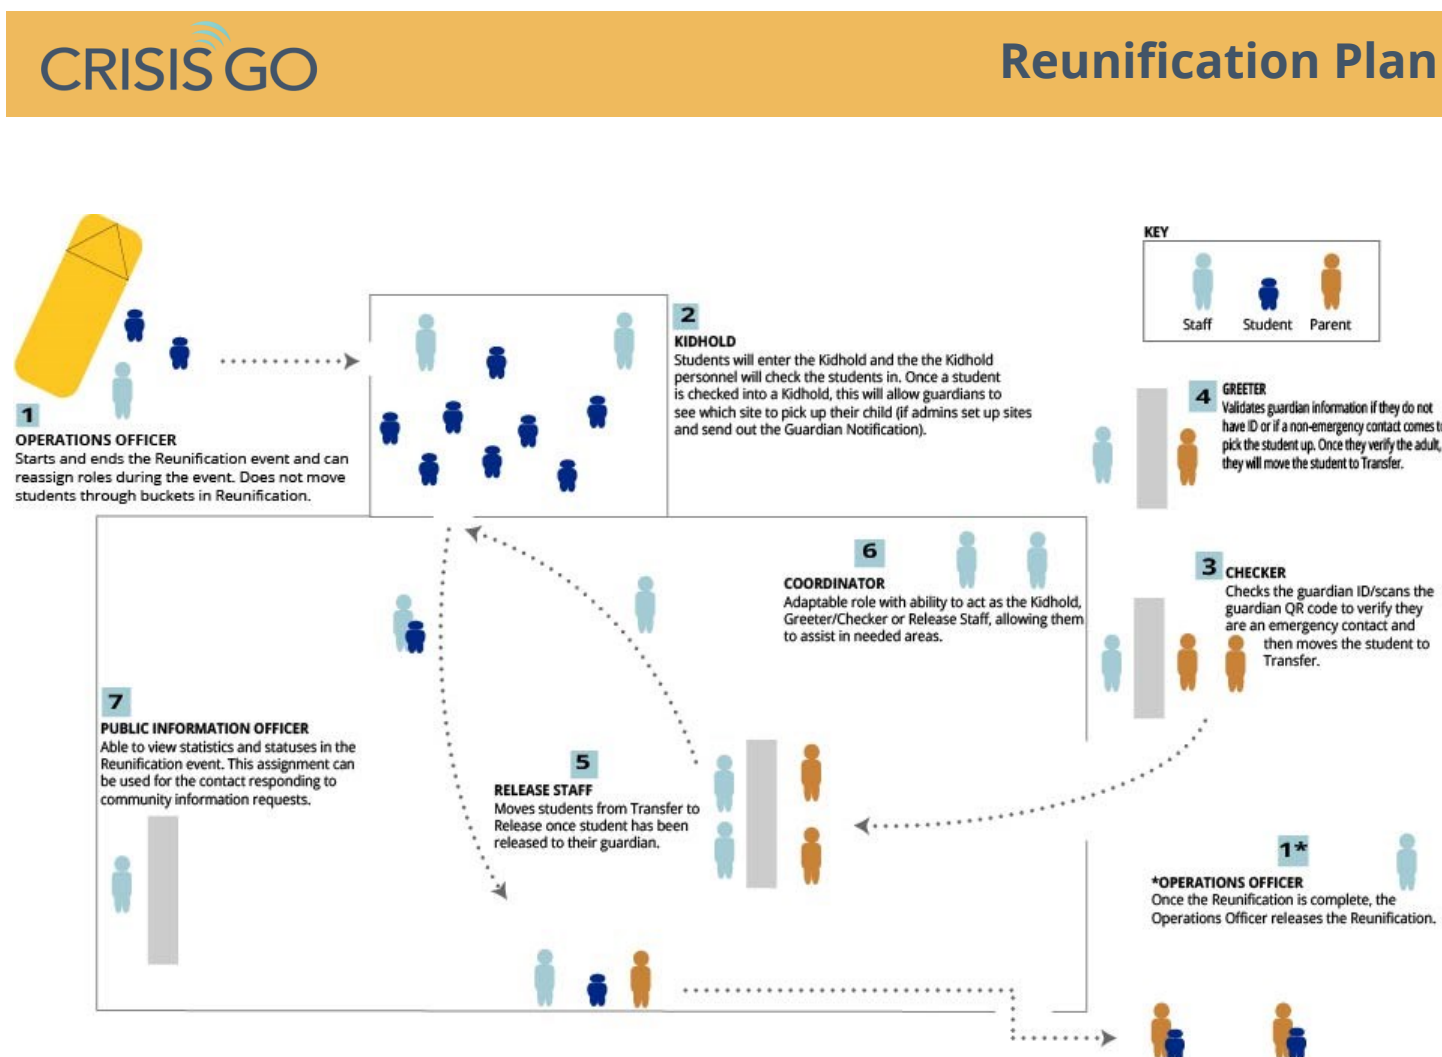 CRISIS GO
Reunification Plan
KEY
Staff Student Parent
1
OPERATIONS OFFICER
Starts and ends the Reunification event and can
reassign roles during the event. Does not move
students through buckets in Reunification.
2
KIDHOLD
Students will enter the Kidhold and the the Kidhold
personnel will check the students in. Once a student
is checked into a Kidhold, this will allow guardians to
see which site to pick up their child (if admins set up sites
and send out the Guardian Notification).
4
GREETER
Validates guardian information if they do not
have ID or if a non-emergency contact comes t
pick the student up. Once they verify the adult,
they will move the student to Transfer.
3
CHECKER
Checks the guardian ID/scans the
guardian QR code to verify they
are an emergency contact and
then moves the student to
Transfer.
6
COORDINATOR
Adaptable role with ability to act as the Kidhold,
Greeter/Checker or Release Staff, allowing them
to assist in needed areas.
7
PUBLIC INFORMATION OFFICER
Able to view statistics and statuses in the
Reunification event. This assignment can
be used for the contact responding to
community information requests.
5
RELEASE STAFF
Moves students from Transfer to
Release once student has been
released to their guardian.
1*
*OPERATIONS OFFICER
Once the Reunification is complete, the
Operations Officer releases the Reunification.